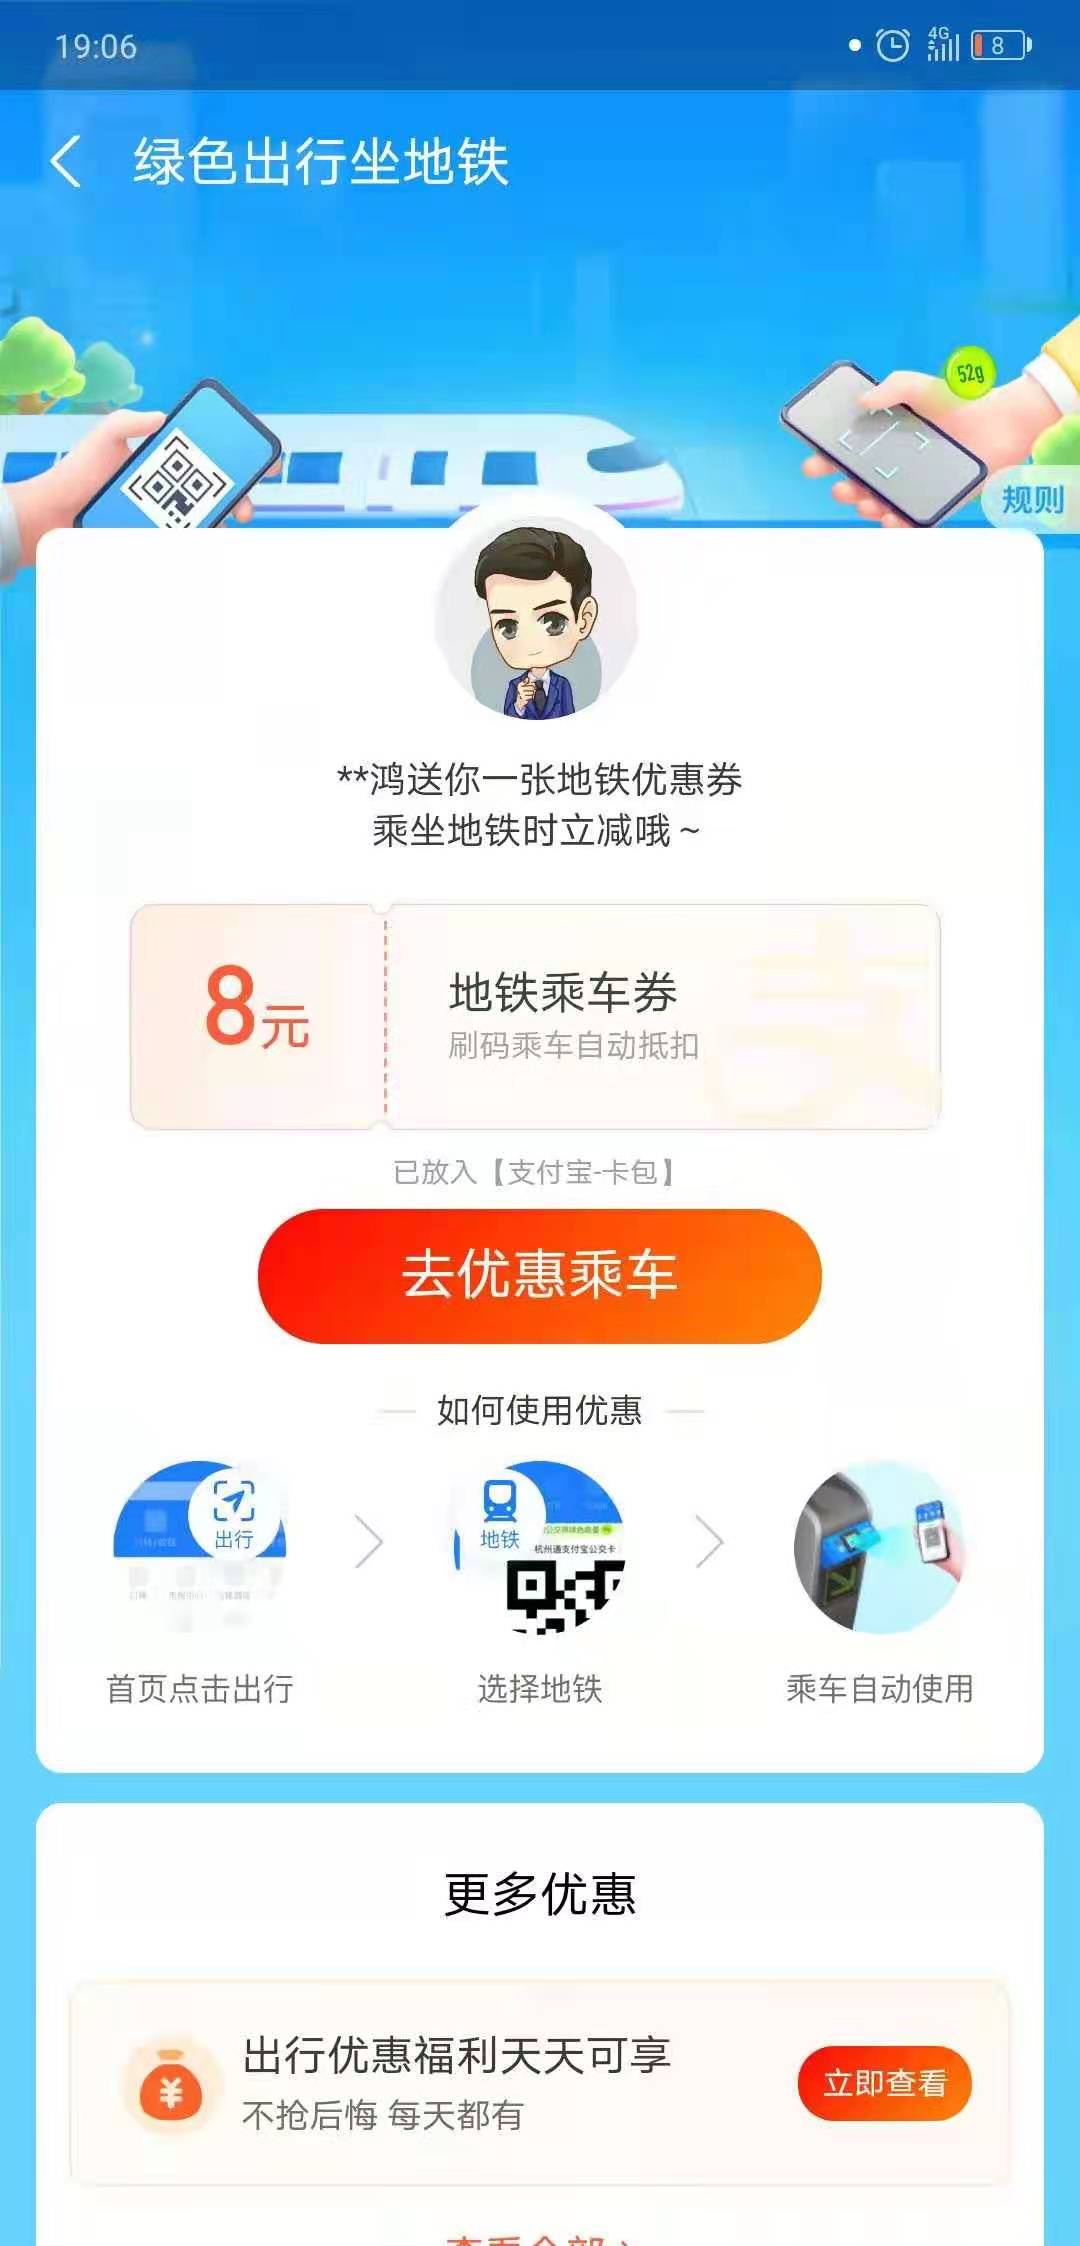 19:06
4G
8
绿色出行坐地铁
52g
规则
**鸿送你一张地铁优惠券
乘坐地铁时立减哦~
8元
地铁乘车券
刷码乘车自动抵扣
已放入【支付宝-卡包】
去优惠乘车
如何使用优惠
出行
地铁
杭州通支付宝公交卡
首页点击出行
选择地铁
乘车自动使用
更多优惠
出行优惠福利天天可享
不抢后悔 每天都有
立即查看